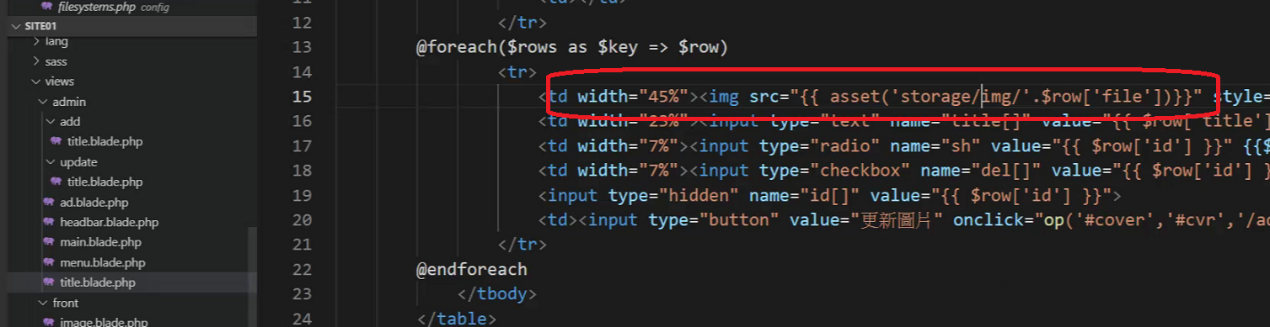 filesystems.php config
SITE01
lang
sass
views
admin
add
title.blade.php
update
title.blade.php
ad.blade.php
headbar.blade.php
main.blade.php
menu.blade.php
title.blade.php
front
image.blade.php
12 </tr>
13 @foreach($rows as $key => $row)
14 <tr>
15 <td width="45%"><img src="{{ asset('storage/img/'.$row['file'])}}" style=
16 <td width="23%"><input type="text" name="title[]" value="{{ $row['title']
17 <td width="7%"><input type="radio" name="sh" value="{{ $row['id'] }}" {{$
18 <td width="7%"><input type="checkbox" name="del[]" value="{{ $row['id'] }
19 <input type="hidden" name="id[]" value="{{ $row['id'] }}">
20 <td><input type="button" value="更新圖片" onclick="op('#cover','#cvr','/ad
21 </tr>
22 @endforeach
23 </tbody>
24 </table>